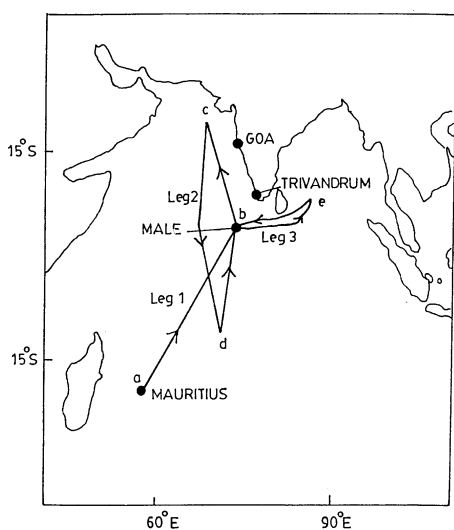 c
GOA
15°S
TRIVANDRUM
Leg2
b
e
MALE
Leg 3
Leg 1
d
15°S
a
MAURITIUS
60°E
90°E